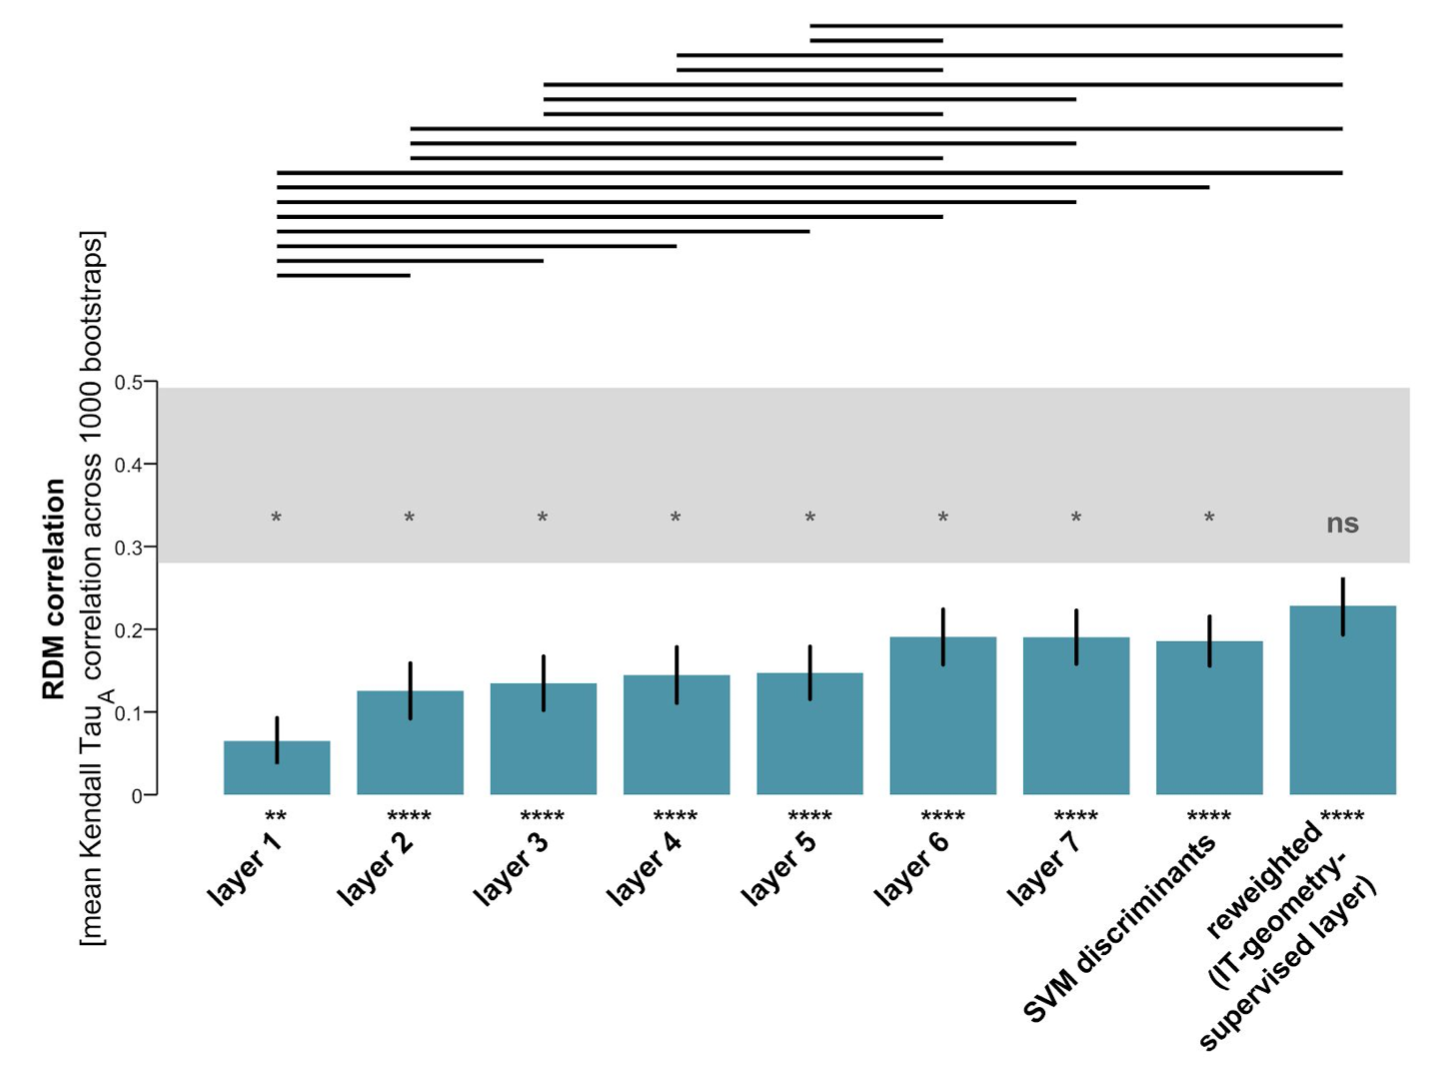 RDM correlation
[mean Kendall Tau A correlation across 1000 bootstraps]
0.5
0.4
0.3
0.2
0.1
0
* * * * * * * * ns
** **** **** **** **** **** **** **** ****
layer 1
layer 2
layer 3
layer 4
layer 5
layer 6
layer 7
SVM discriminants
reweighted
(IT-geometry-
supervised layer)